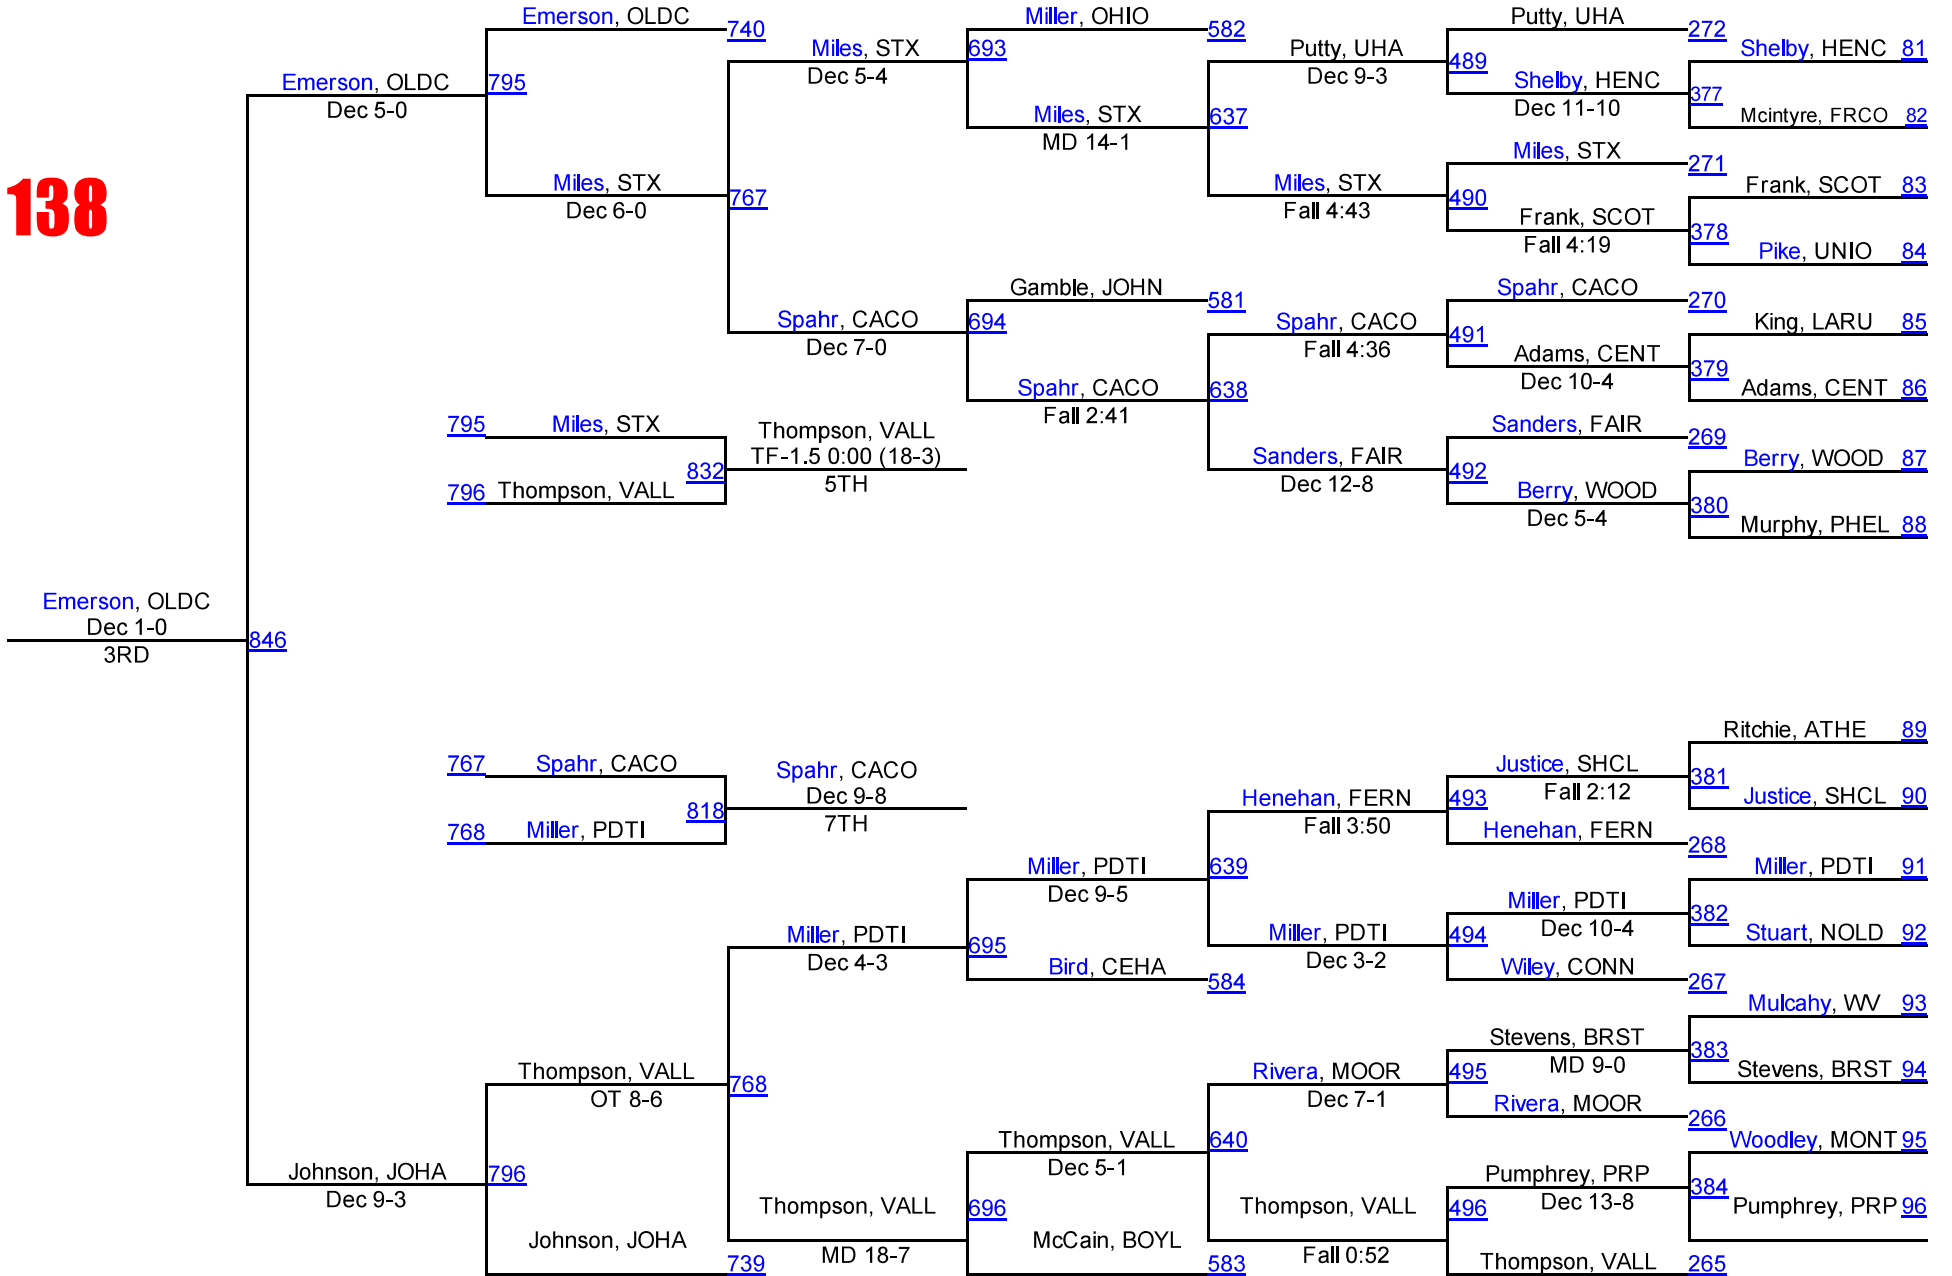 Emerson, OLDC
740
Miller, OHIO
582
Putty, UHA
272
Miles, STX
Dec 5-4
693
Putty, UHA
Dec 9-3
489
Shelby, HENC 81
Emerson, OLDC
Dec 5-0
795
Shelby, HENC
Dec 11-10
377
Miles, STX
MD 14-1
637
Mcintyre, FRCO 82
138
Miles, STX
271
Miles, STX
Dec 6-0
767
Miles, STX
Fall 4:43
490
Frank, SCOT 83
Frank, SCOT
Fall 4:19
378
Pike, UNIO 84
Gamble, JOHN
581
Spahr, CACO
270
Spahr, CACO
Dec 7-0
694
Spahr, CACO
Fall 4:36
491
King, LARU 85
Adams, CENT
Dec 10-4
379
Spahr, CACO
Fall 2:41
638
Adams, CENT 86
795 Miles, STX
Thompson, VALL
TF-1.5 0:00 (18-3)
5TH
832
796 Thompson, VALL
Sanders, FAIR
269
Sanders, FAIR
Dec 12-8
492
Berry, WOOD 87
Berry, WOOD
Dec 5-4
380
Murphy, PHEL 88
Emerson, OLDC
Dec 1-0
3RD
846
Ritchie, ATHE 89
767 Spahr, CACO
Spahr, CACO
Dec 9-8
7TH
818
768 Miller, PDTI
Justice, SHCL
Fall 2:12
381
Henehan, FERN
Fall 3:50
493
Justice, SHCL 90
Henehan, FERN
268
Miller, PDTI
Dec 9-5
639
Miller, PDTI 91
Miller, PDTI
Dec 10-4
382
Miller, PDTI
Dec 4-3
695
Miller, PDTI
Dec 3-2
494
Stuart, NOLD 92
Bird, CEHA
584
Wiley, CONN
267
Mulcahy, WV 93
Stevens, BRST
MD 9-0
383
Thompson, VALL
OT 8-6
768
Rivera, MOOR
Dec 7-1
495
Stevens, BRST 94
Rivera, MOOR
266
Thompson, VALL
Dec 5-1
640
Woodley, MONT 95
Johnson, JOHA
Dec 9-3
796
Pumphrey, PRP
Dec 13-8
384
Thompson, VALL
MD 18-7
696
Thompson, VALL
Fall 0:52
496
Pumphrey, PRP 96
Johnson, JOHA
739
McCain, BOYL
583
Thompson, VALL
265